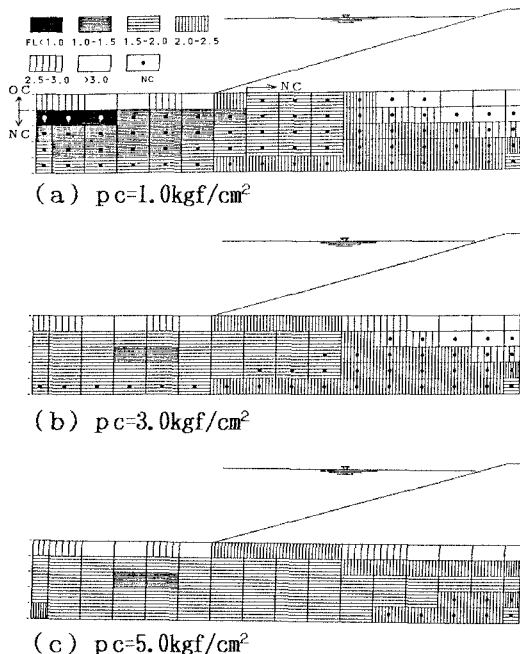 FL<1.0 1.0-1.5 1.5-2.0 2.0-2.5
2.5-3.0 >3.0 NC
OC
NC
NC
(a) pc=1.0kgf/cm²
(b) pc=3.0kgf/cm²
(c) pc=5.0kgf/cm²